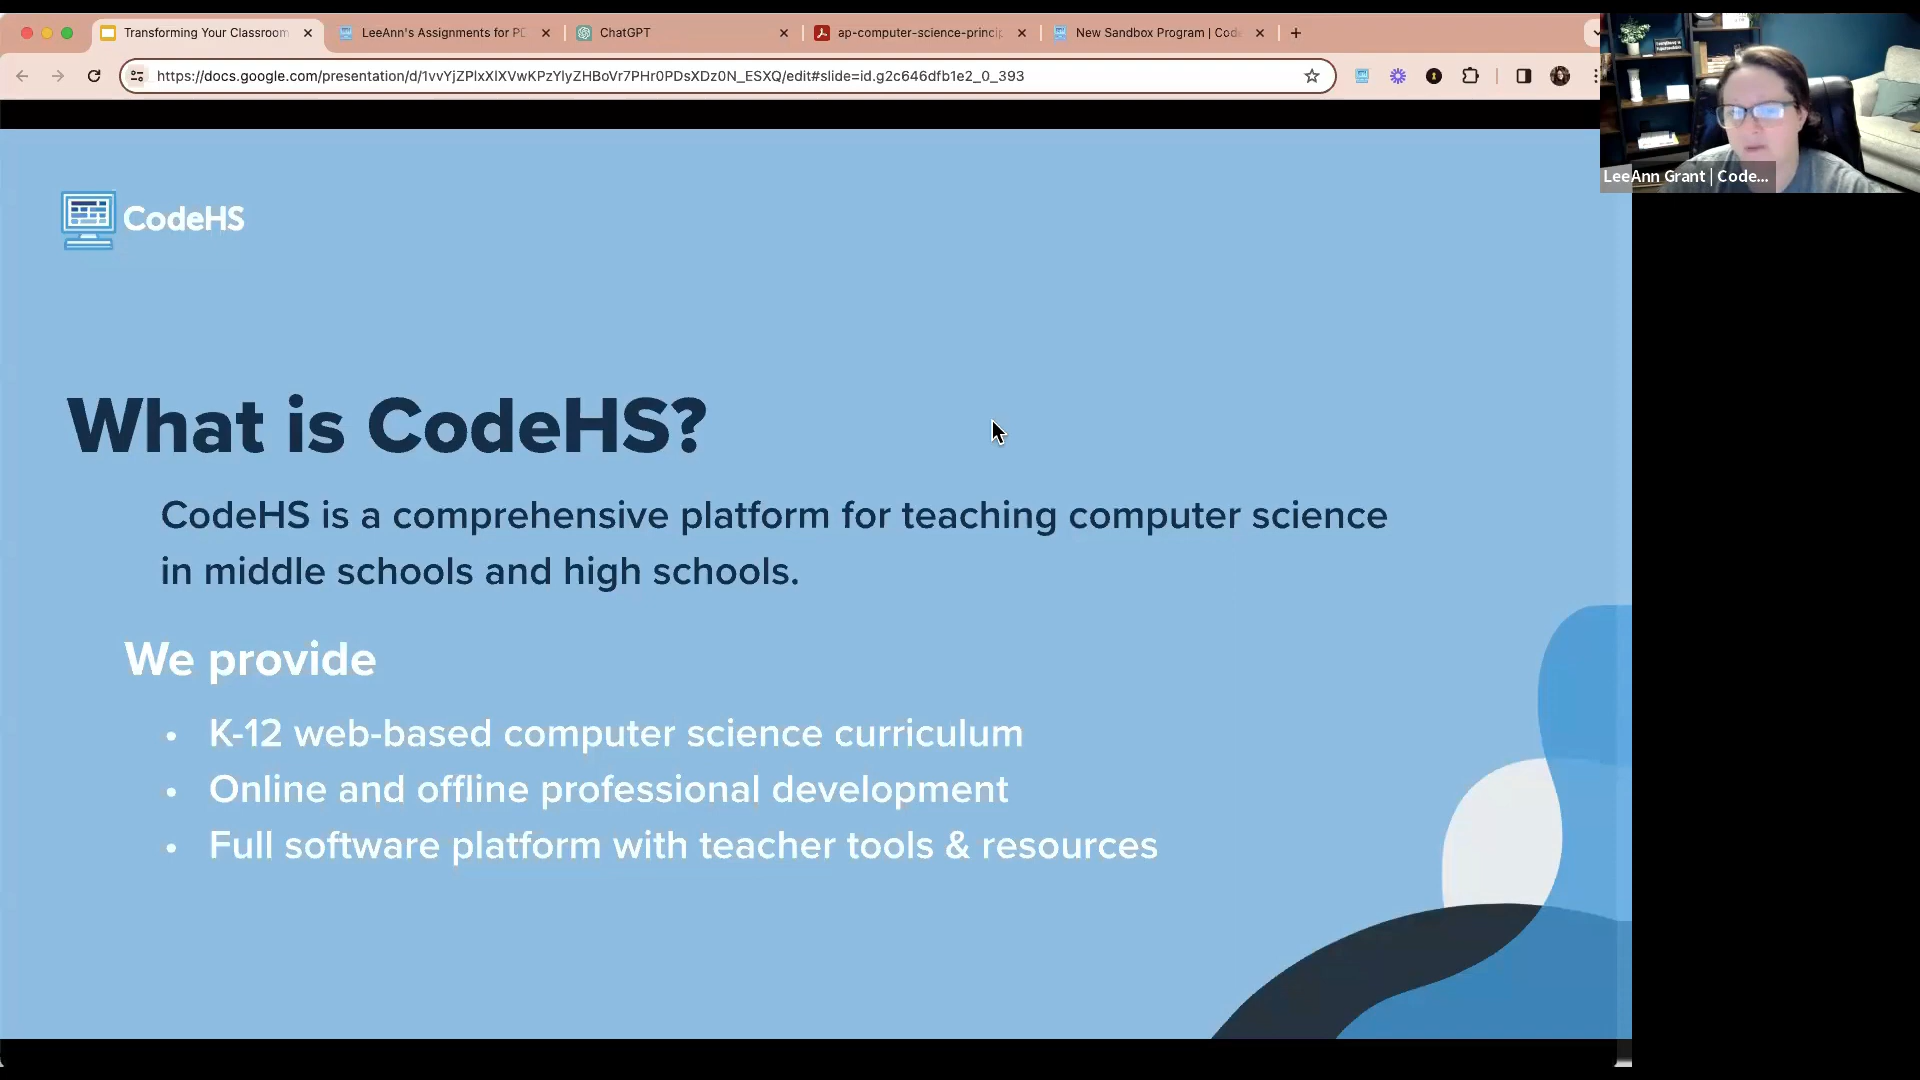 Transforming Your Classroom
LeeAnn's Assignments for PD
ChatGPT
ap-computer-science-princip
New Sandbox Program | Cod
https://docs.google.com/presentation/d/1vvYjZPlxXlXVwKPzYlyZHBoVr7PHr0PDsXDz0N_ESXQ/edit#slide=id.g2c646dfb1e2_0_393
LeeAnn Grant | Code...
CodeHS
What is CodeHS?
CodeHS is a comprehensive platform for teaching computer science
in middle schools and high schools.
We provide
• K-12 web-based computer science curriculum
• Online and offline professional development
• Full software platform with teacher tools & resources